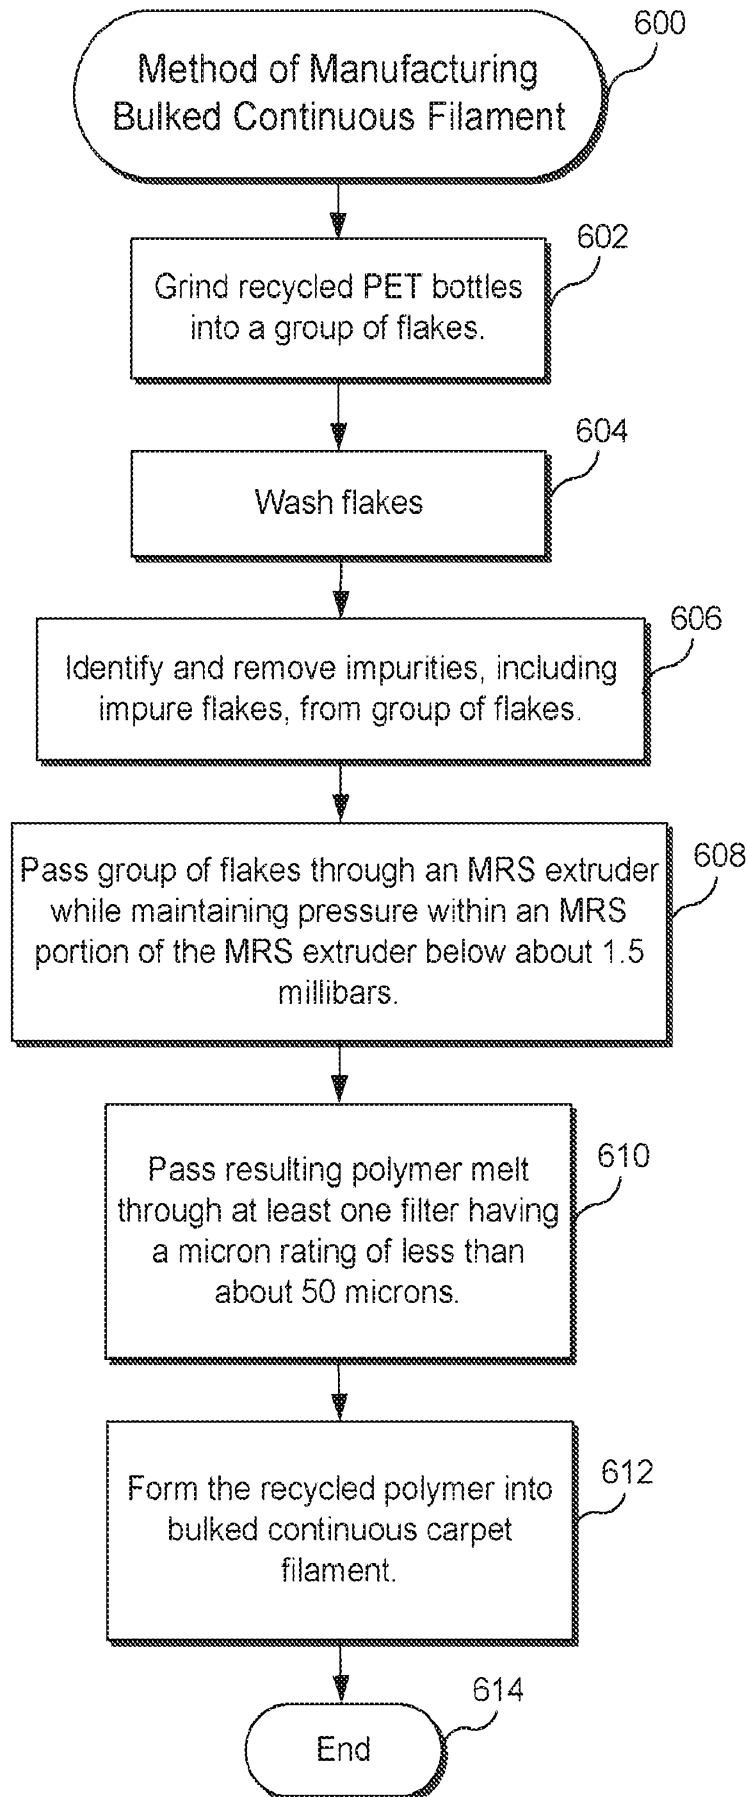 600
Method of Manufacturing
Bulked Continuous Filament
602
Grind recycled PET bottles
into a group of flakes.
604
Wash flakes
606
Identify and remove impurities, including
impure flakes, from group of flakes.
608
Pass group of flakes through an MRS extruder
while maintaining pressure within an MRS
portion of the MRS extruder below about 1.5
millibars.
610
Pass resulting polymer melt
through at least one filter having
a micron rating of less than
about 50 microns.
612
Form the recycled polymer into
bulked continuous carpet
filament.
614
End